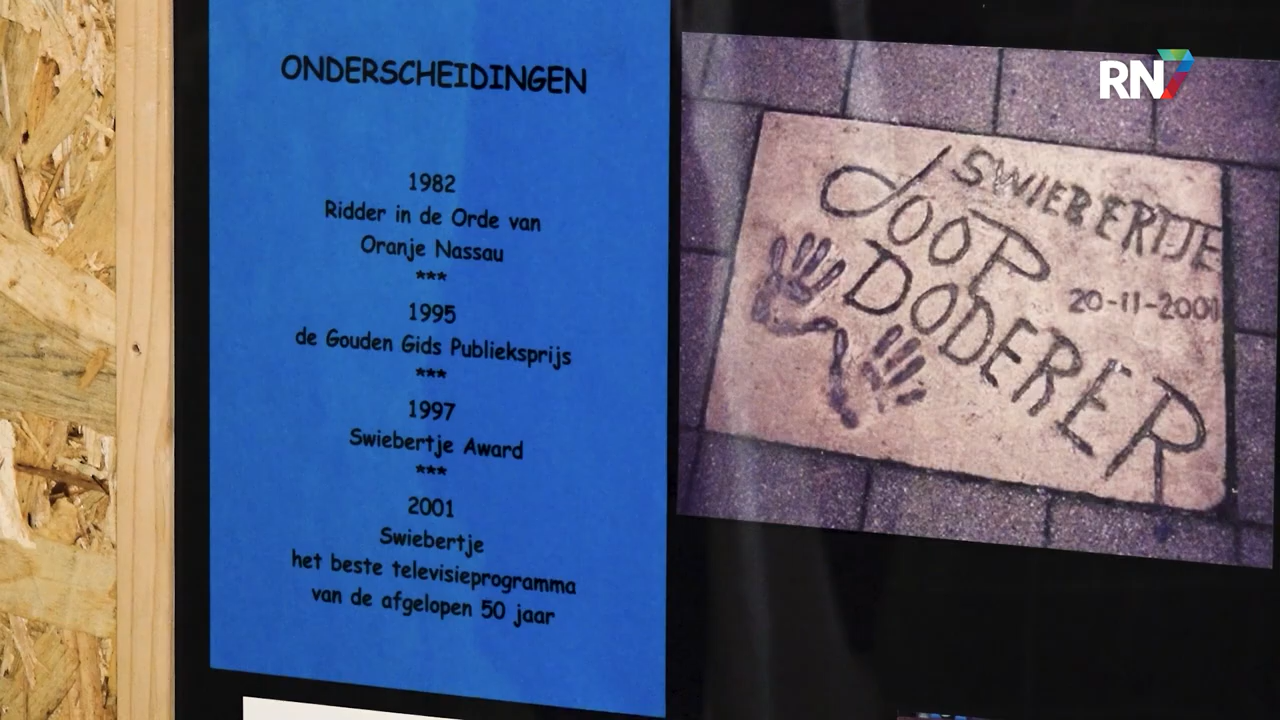 ONDERSCHEIDINGEN
1982
Ridder in de Orde van
Oranje Nassau
***
1995
de Gouden Gids Publieksprijs
***
1997
Swiebertje Award
***
2001
Swiebertje
het beste televisieprogramma
van de afgelopen 50 jaar
RN7
SWIEBERTJE
JOOP
DODERER
20-11-2001